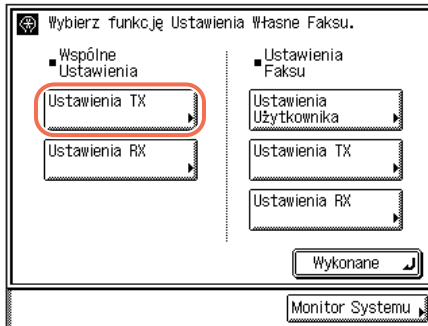 Wybierz funkcję Ustawienia Własne Faksu.
Wspólne
Ustawienia
Ustawienia TX
Ustawienia RX
Ustawienia
Faksu
Ustawienia
Użytkownika
Ustawienia TX
Ustawienia RX
Wykonane
Monitor Systemu